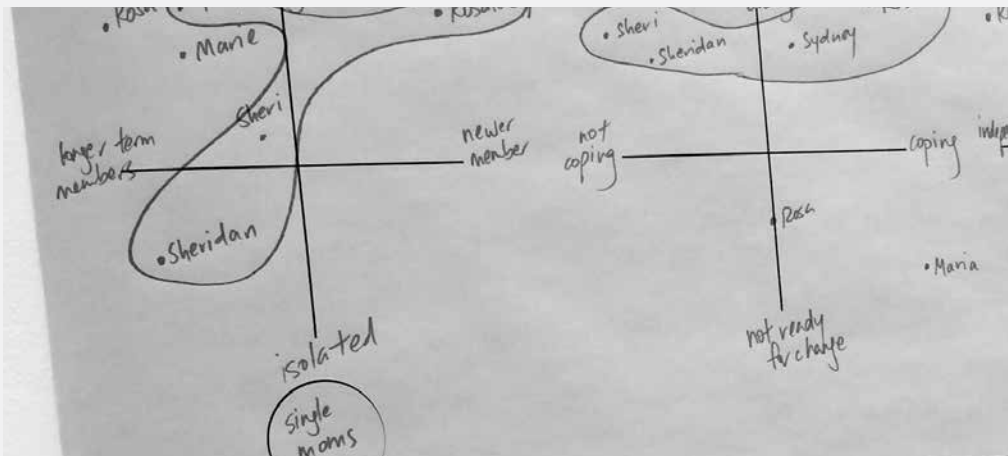 Marie
Sheri
longer term
members
newer
member
Sheridan
isolated
single
moms
Sheri
Sheridan
Sydney
not
coping
coping
Rosa
Maria
not ready
for change